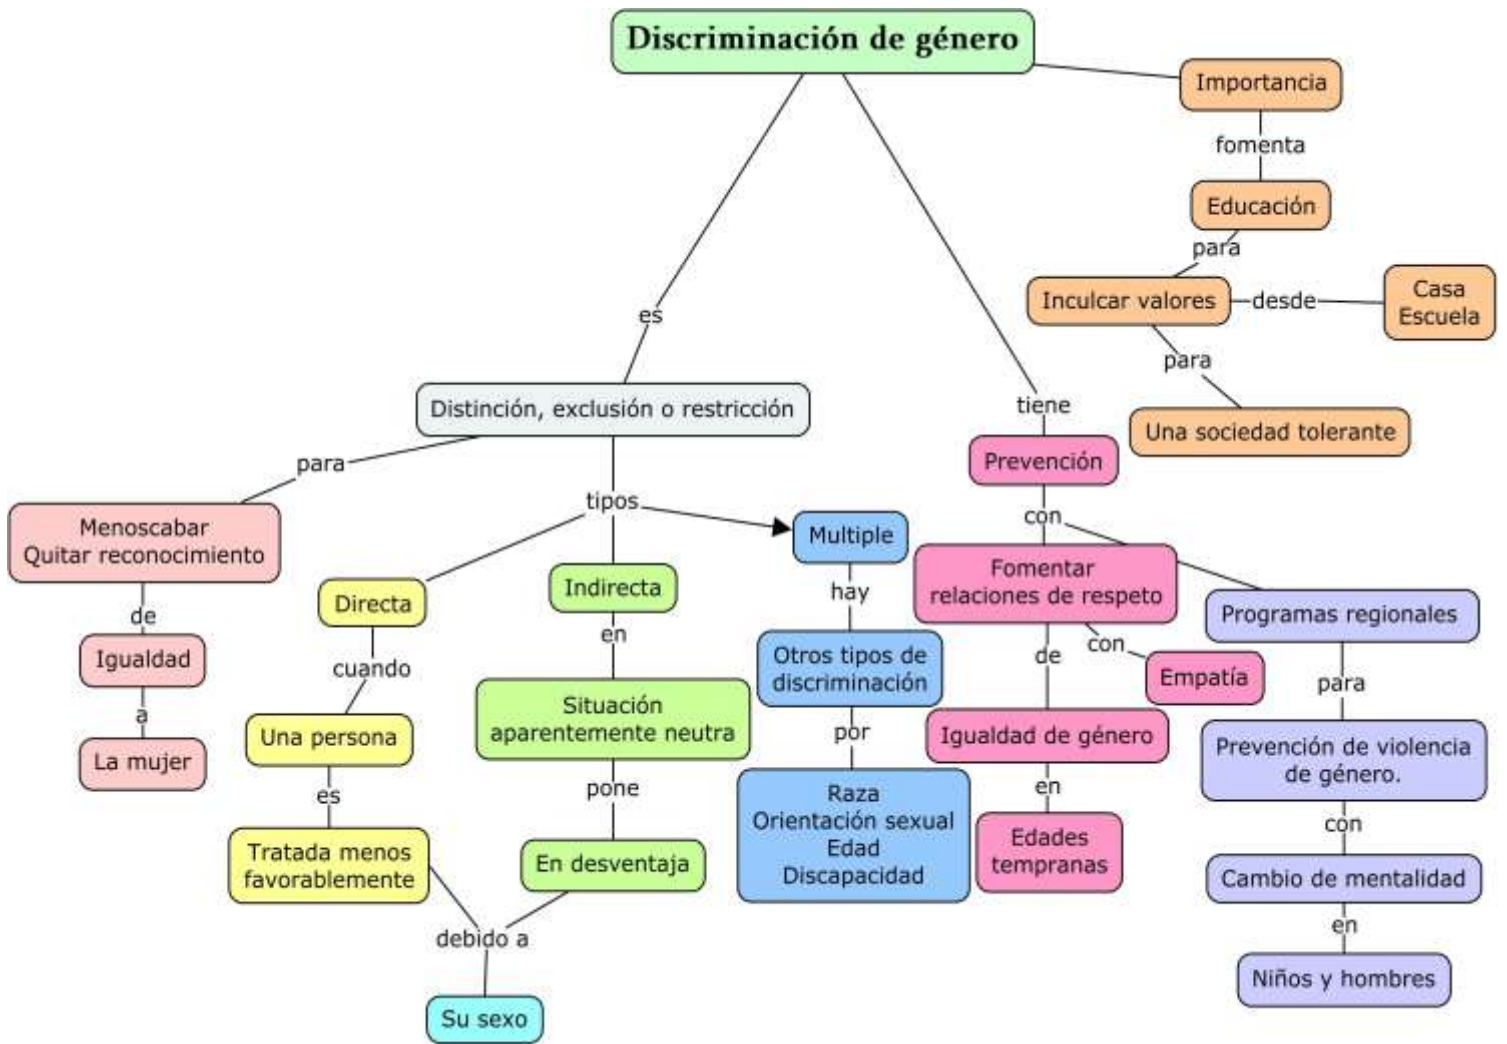 Discriminación de género
Importancia
fomenta
Educación
para
Inculcar valores
desde
Casa
Escuela
para
Una sociedad tolerante
es
Distinción, exclusión o restricción
para
Menoscabar
Quitar reconocimiento
de
Igualdad
a
La mujer
tipos
Directa
cuando
Una persona
es
Tratada menos
favorablemente
Indirecta
en
Situación
aparentemente neutra
pone
En desventaja
debido a
Su sexo
Multiple
hay
Otros tipos de
discriminación
por
Raza
Orientación sexual
Edad
Discapacidad
tiene
Prevención
con
Fomentar
relaciones de respeto
de
Igualdad de género
en
Edades
tempranas
con
Empatía
Programas regionales
para
Prevención de violencia
de género.
con
Cambio de mentalidad
en
Niños y hombres